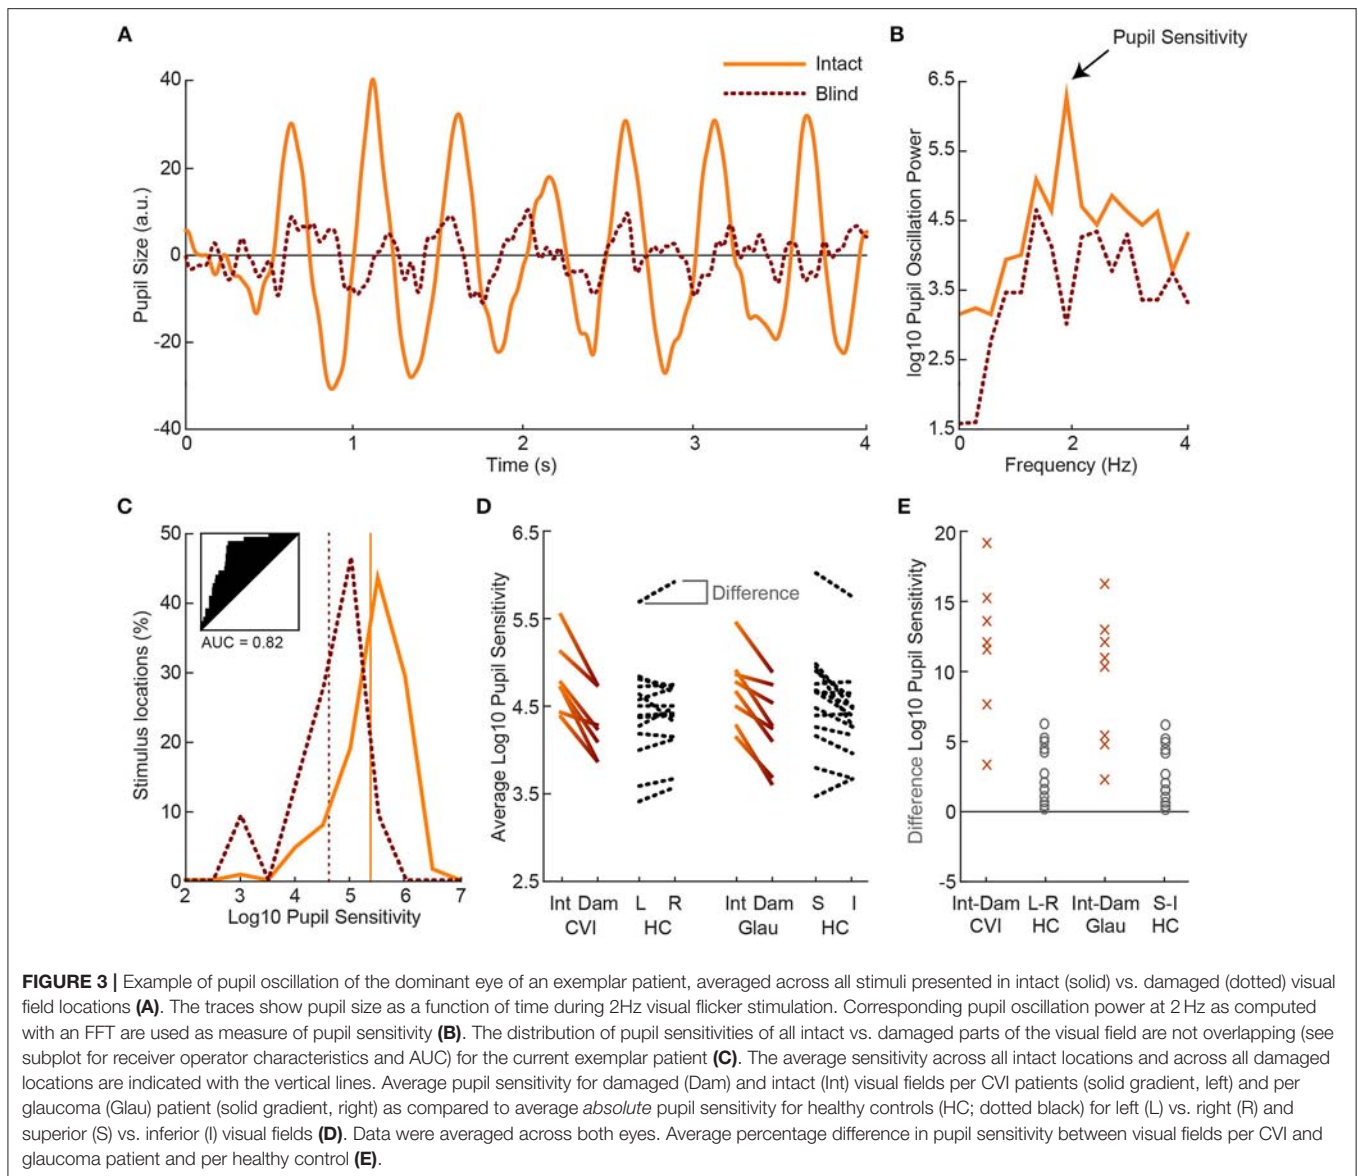 A
40
20
0
-20
-40
Pupil Size (a.u.)
0 1 2 3 4
Time (s)
Intact
Blind
B
Pupil Sensitivity
6.5
5.5
4.5
3.5
2.5
1.5
log10 Pupil Oscillation Power
0 2 4
Frequency (Hz)
C
50
40
30
20
10
0
Stimulus locations (%)
AUC = 0.82
2 3 4 5 6 7
Log10 Pupil Sensitivity
D
6.5
5.5
4.5
3.5
2.5
Average Log10 Pupil Sensitivity
Difference
Int Dam L R Int Dam S I
CVI HC Glau HC
E
20
15
10
5
0
-5
Difference Log10 Pupil Sensitivity
Int-Dam L-R Int-Dam S-I
CVI HC Glau HC
FIGURE 3 | Example of pupil oscillation of the dominant eye of an exemplar patient, averaged across all stimuli presented in intact (solid) vs. damaged (dotted) visual
field locations (A). The traces show pupil size as a function of time during 2Hz visual flicker stimulation. Corresponding pupil oscillation power at 2 Hz as computed
with an FFT are used as measure of pupil sensitivity (B). The distribution of pupil sensitivities of all intact vs. damaged parts of the visual field are not overlapping (see
subplot for receiver operator characteristics and AUC) for the current exemplar patient (C). The average sensitivity across all intact locations and across all damaged
locations are indicated with the vertical lines. Average pupil sensitivity for damaged (Dam) and intact (Int) visual fields per CVI patients (solid gradient, left) and per
glaucoma (Glau) patient (solid gradient, right) as compared to average absolute pupil sensitivity for healthy controls (HC; dotted black) for left (L) vs. right (R) and
superior (S) vs. inferior (I) visual fields (D). Data were averaged across both eyes. Average percentage difference in pupil sensitivity between visual fields per CVI and
glaucoma patient and per healthy control (E).